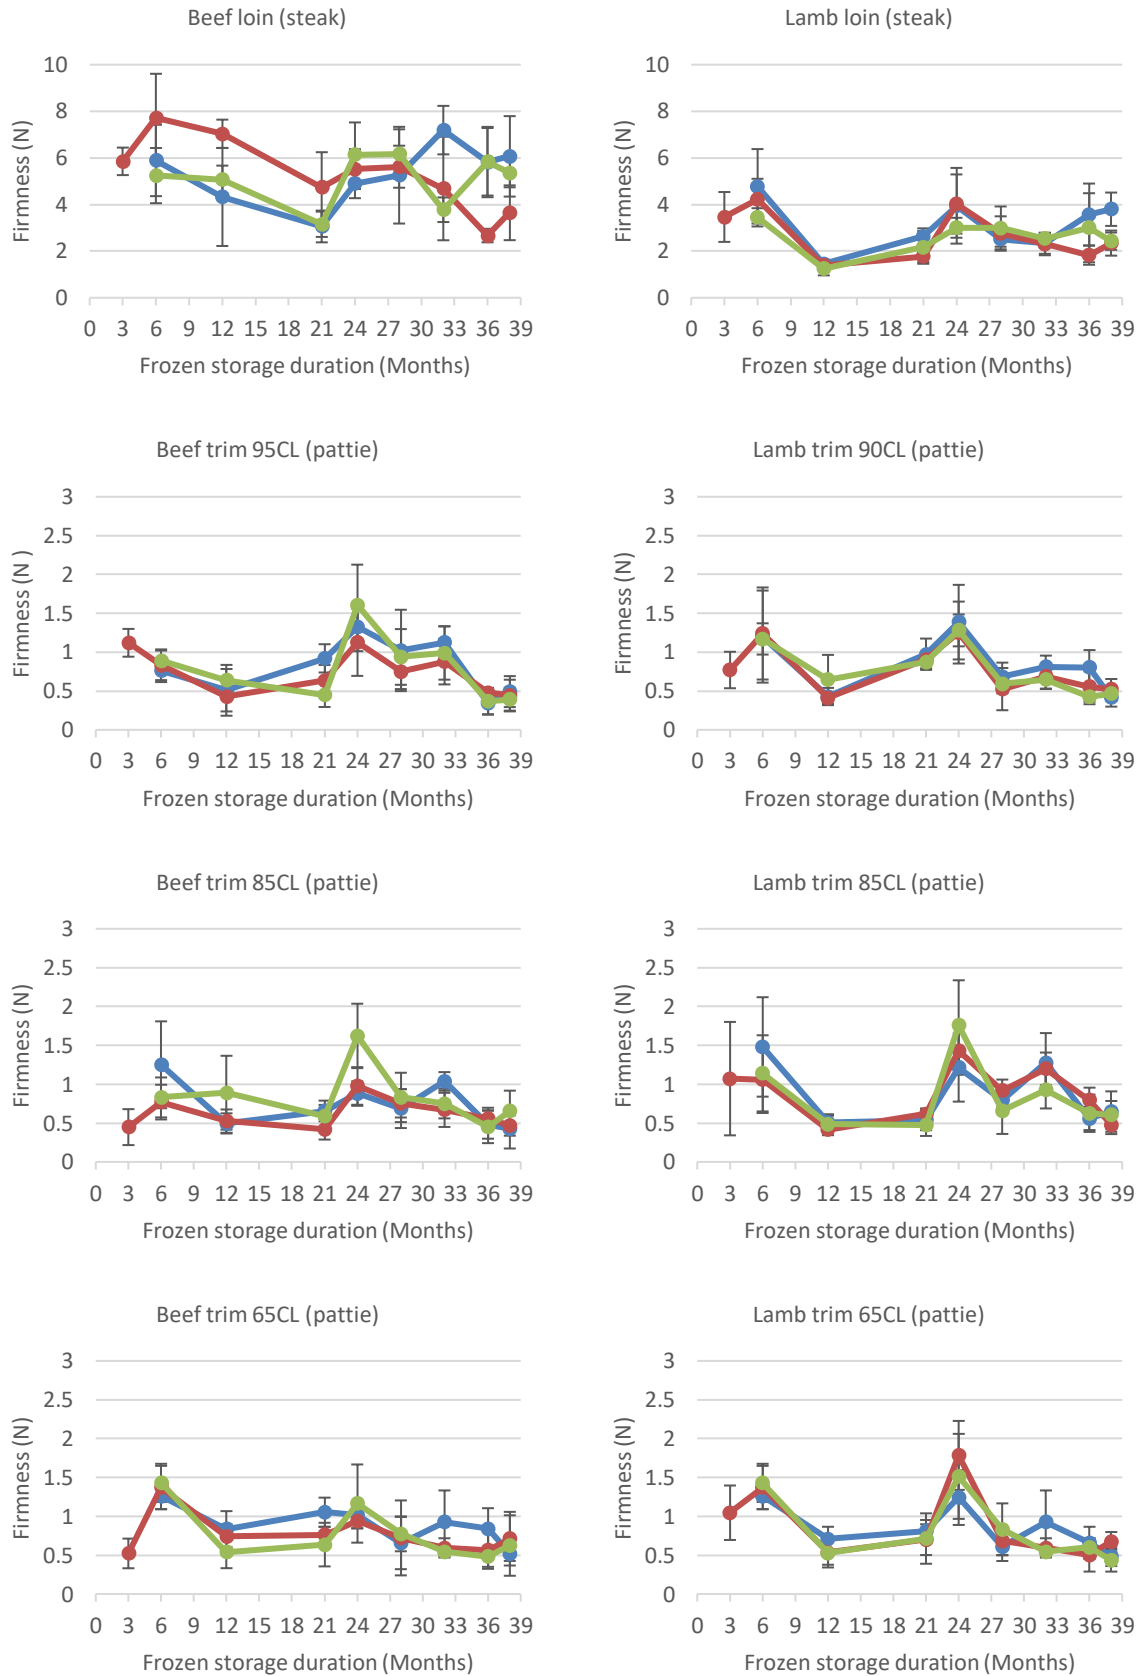 Beef loin (steak)
Firmness (N)
10
8
6
4
2
0
0 3 6 9 12 15 18 21 24 27 30 33 36 39
Frozen storage duration (Months)
Lamb loin (steak)
Firmness (N)
10
8
6
4
2
0
0 3 6 9 12 15 18 21 24 27 30 33 36 39
Frozen storage duration (Months)
Beef trim 95CL (pattie)
Firmness (N )
3
2.5
2
1.5
1
0.5
0
0 3 6 9 12 15 18 21 24 27 30 33 36 39
Frozen storage duration (Months)
Lamb trim 90CL (pattie)
Firmness (N)
3
2.5
2
1.5
1
0.5
0
0 3 6 9 12 15 18 21 24 27 30 33 36 39
Frozen storage duration (Months)
Beef trim 85CL (pattie)
Firmness (N)
3
2.5
2
1.5
1
0.5
0
0 3 6 9 12 15 18 21 24 27 30 33 36 39
Frozen storage duration (Months)
Lamb trim 85CL (pattie)
Firmness (N)
3
2.5
2
1.5
1
0.5
0
0 3 6 9 12 15 18 21 24 27 30 33 36 39
Frozen storage duration (Months)
Beef trim 65CL (pattie)
Firmness (N)
3
2.5
2
1.5
1
0.5
0
0 3 6 9 12 15 18 21 24 27 30 33 36 39
Frozen storage duration (Months)
Lamb trim 65CL (pattie)
Firmness (N)
3
2.5
2
1.5
1
0.5
0
0 3 6 9 12 15 18 21 24 27 30 33 36 39
Frozen storage duration (Months)